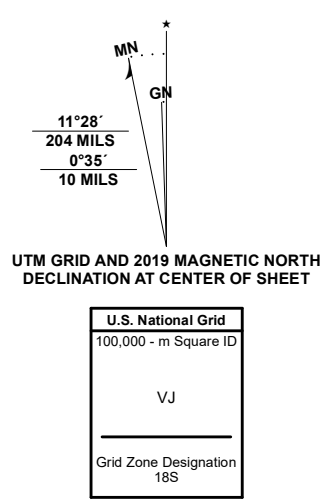 MN
GN
11°28´
204 MILS
0°35´
10 MILS
UTM GRID AND 2019 MAGNETIC NORTH
DECLINATION AT CENTER OF SHEET
U.S. National Grid
100,000 - m Square ID
VJ
Grid Zone Designation
18S